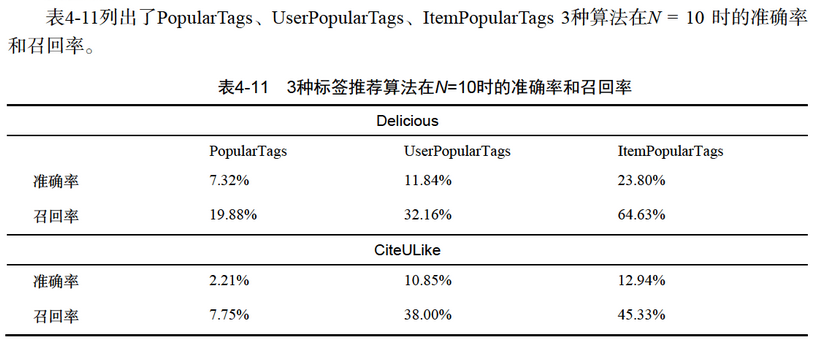 表4-11列出了PopularTags、UserPopularTags、ItemPopularTags 3种算法在N = 10 时的准确率
和召回率。
表4-11 3种标签推荐算法在N=10时的准确率和召回率
Delicious
PopularTags UserPopularTags ItemPopularTags
准确率 7.32% 11.84% 23.80%
召回率 19.88% 32.16% 64.63%
CiteULike
准确率 2.21% 10.85% 12.94%
召回率 7.75% 38.00% 45.33%